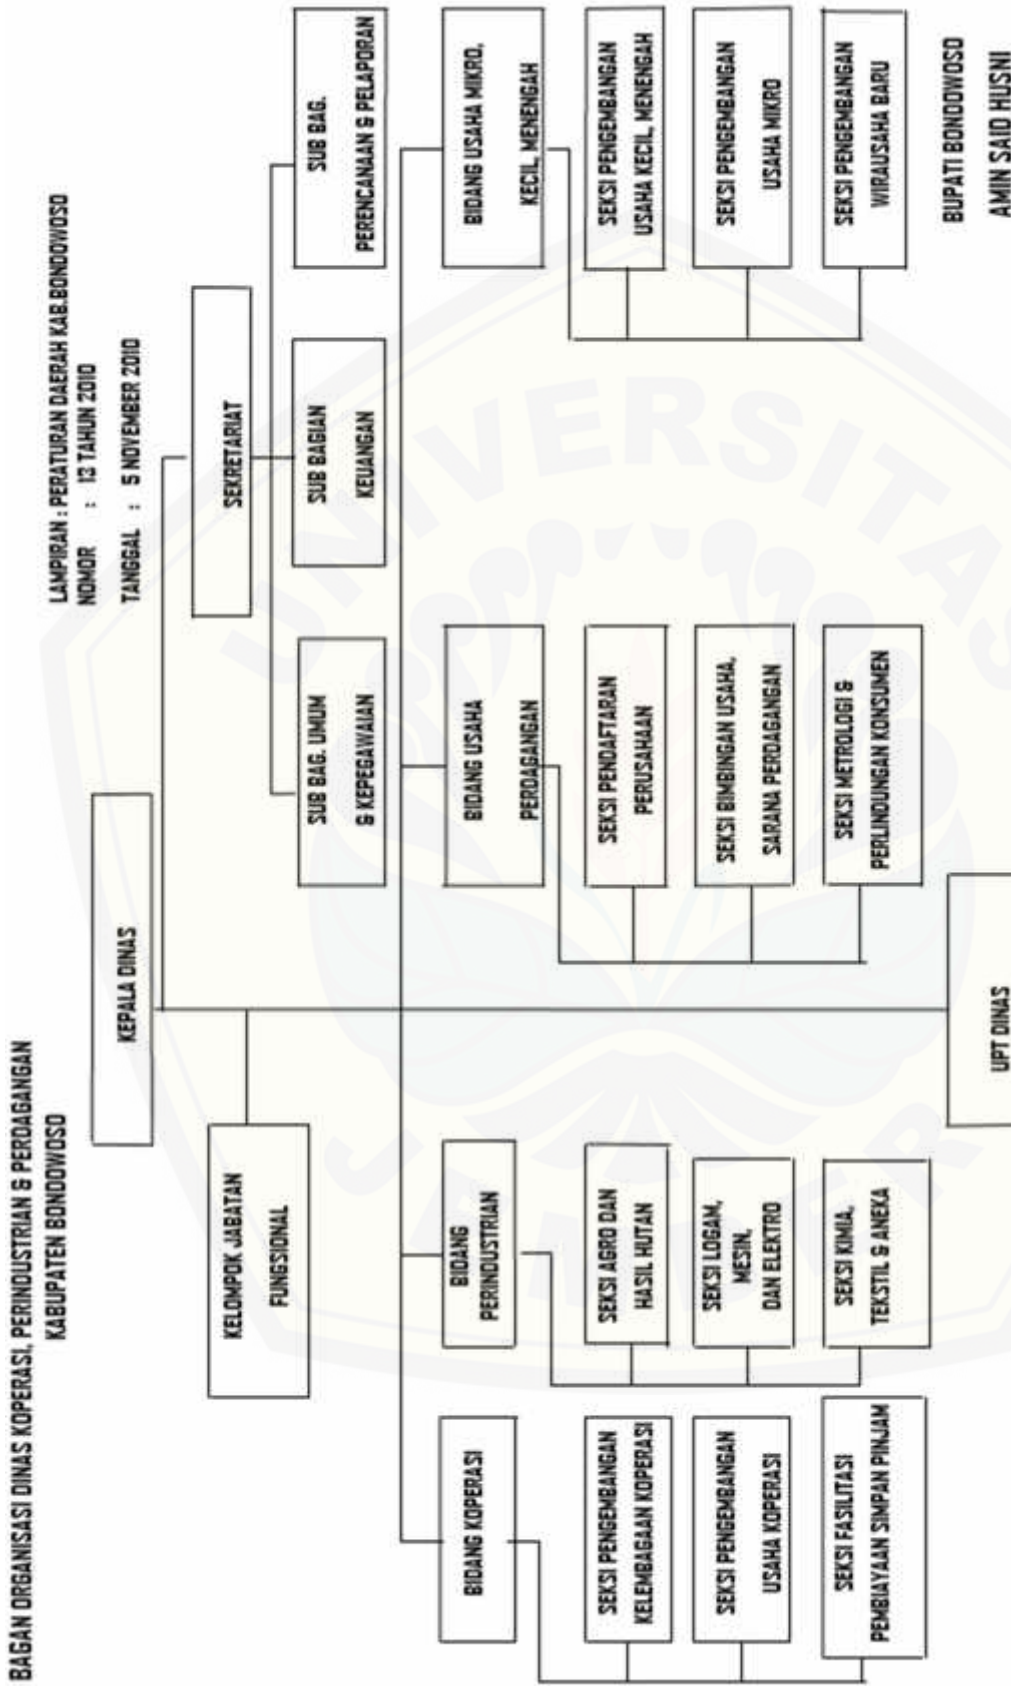 BAGAN ORGANISASI DINAS KOPERASI, PERINDUSTRIAN & PERDAGANGAN
KABUPATEN BONDOWOSO
LAMPIRAN : PERATURAN DAERAH KAB.BONDOWOSO
NOMOR : 13 TAHUN 2010
TANGGAL : 5 NOVEMBER 2010
KEPALA DINAS
SEKRETARIAT
KELOMPOK JABATAN
FUNGSIONAL
SUB BAG. UMUM
& KEPEGAWAIAN
SUB BAGIAN
KEUANGAN
SUB BAG.
PERENCANAAN & PELAPORAN
BIDANG KOPERASI
SEKSI PENGEMBANGAN
KELEMBAGAAN KOPERASI
SEKSI PENGEMBANGAN
USAHA KOPERASI
SEKSI FASILITASI
PEMBIAYAAN SIMPAN PINJAM
BIDANG
PERINDUSTRIAN
SEKSI AGRO DAN
HASIL HUTAN
SEKSI LOGAM,
MESIN,
DAN ELEKTRO
SEKSI KIMIA,
TEKSTIL & ANEKA
BIDANG USAHA
PERDAGANGAN
SEKSI PENDAFTARAN
PERUSAHAAN
SEKSI BIMBINGAN USAHA,
SARANA PERDAGANGAN
SEKSI METROLOGI &
PERLINDUNGAN KONSUMEN
BIDANG USAHA MIKRO,
KECIL, MENENGAH
SEKSI PENGEMBANGAN
USAHA KECIL, MENENGAH
SEKSI PENGEMBANGAN
USAHA MIKRO
SEKSI PENGEMBANGAN
WIRAUSAHA BARU
UPT DINAS
BUPATI BONDOWOSO
AMIN SAID HUSNI
UNIVERSITAS
JEMBER